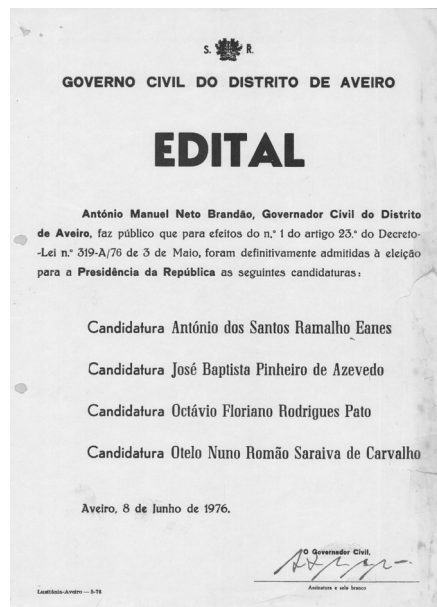 S. R.
GOVERNO CIVIL DO DISTRITO DE AVEIRO
EDITAL
António Manuel Neto Brandão, Governador Civil do Distrito
de Aveiro, faz público que para efeitos do n.º 1 do artigo 23.º do Decreto-
-Lei n.º 319-A/76 de 3 de Maio, foram definitivamente admitidas à eleição
para a Presidência da República as seguintes candidaturas:
Candidatura António dos Santos Ramalho Eanes
Candidatura José Baptista Pinheiro de Azevedo
Candidatura Octávio Floriano Rodrigues Pato
Candidatura Otelo Nuno Romão Saraiva de Carvalho
Aveiro, 8 de Junho de 1976.
O Governador Civil,
Assinatura e selo branco
Lusitânia-Aveiro — 5-76